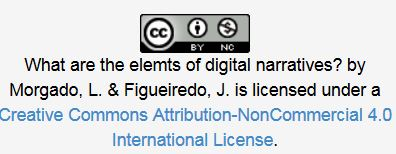 cc BY NC
What are the elemts of digital narratives? by
Morgado, L. & Figueiredo, J. is licensed under a
Creative Commons Attribution-NonCommercial 4.0
International License.